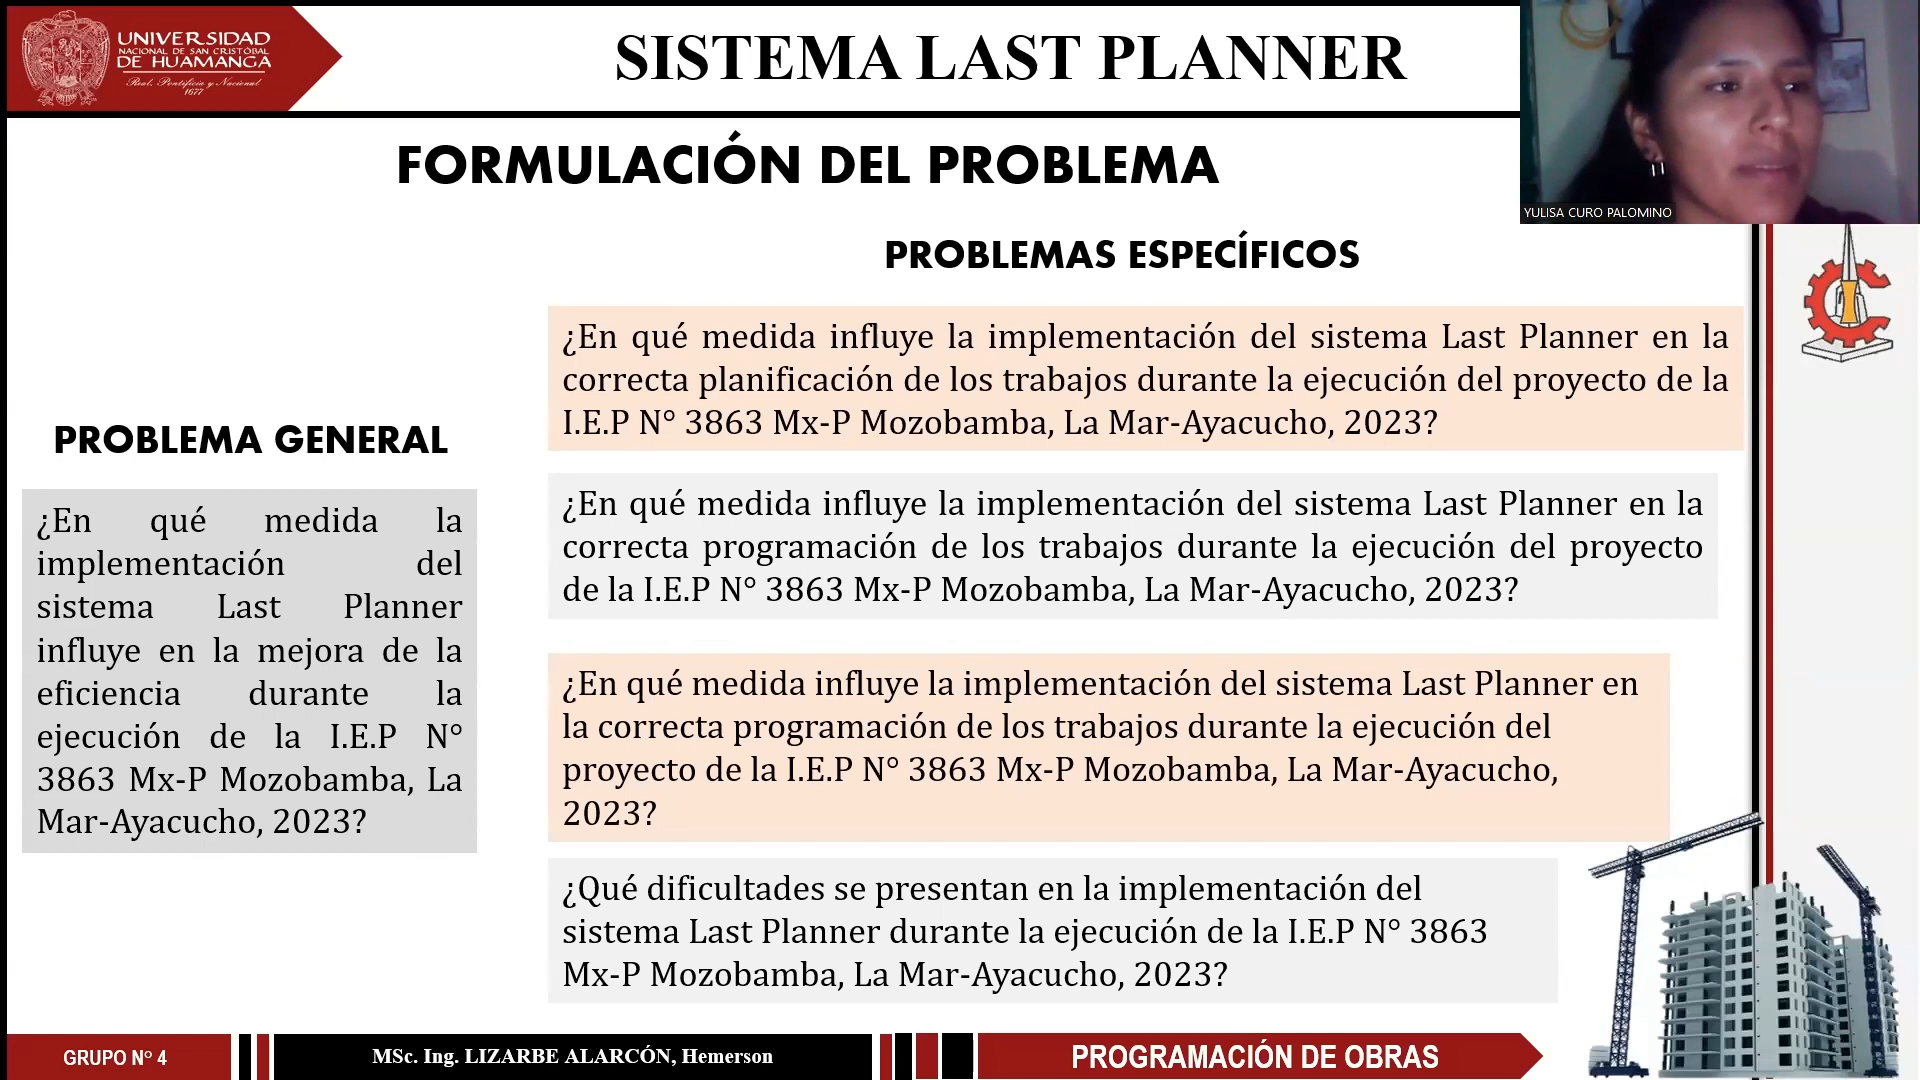 UNIVERSIDAD
NACIONAL DE SAN CRISTÓBAL
DE HUAMANGA
Real, Pontificia y Nacional
1677
SISTEMA LAST PLANNER
YULISA CURO PALOMINO
FORMULACIÓN DEL PROBLEMA
PROBLEMA GENERAL
¿En qué medida la
implementación del
sistema Last Planner
influye en la mejora de la
eficiencia durante la
ejecución de la I.E.P N°
3863 Mx-P Mozobamba, La
Mar-Ayacucho, 2023?
PROBLEMAS ESPECÍFICOS
¿En qué medida influye la implementación del sistema Last Planner en la
correcta planificación de los trabajos durante la ejecución del proyecto de la
I.E.P N° 3863 Mx-P Mozobamba, La Mar-Ayacucho, 2023?
¿En qué medida influye la implementación del sistema Last Planner en la
correcta programación de los trabajos durante la ejecución del proyecto
de la I.E.P N° 3863 Mx-P Mozobamba, La Mar-Ayacucho, 2023?
¿En qué medida influye la implementación del sistema Last Planner en
la correcta programación de los trabajos durante la ejecución del
proyecto de la I.E.P N° 3863 Mx-P Mozobamba, La Mar-Ayacucho,
2023?
¿Qué dificultades se presentan en la implementación del
sistema Last Planner durante la ejecución de la I.E.P N° 3863
Mx-P Mozobamba, La Mar-Ayacucho, 2023?
GRUPO N° 4
MSc. Ing. LIZARBE ALARCÓN, Hemerson
PROGRAMACIÓN DE OBRAS